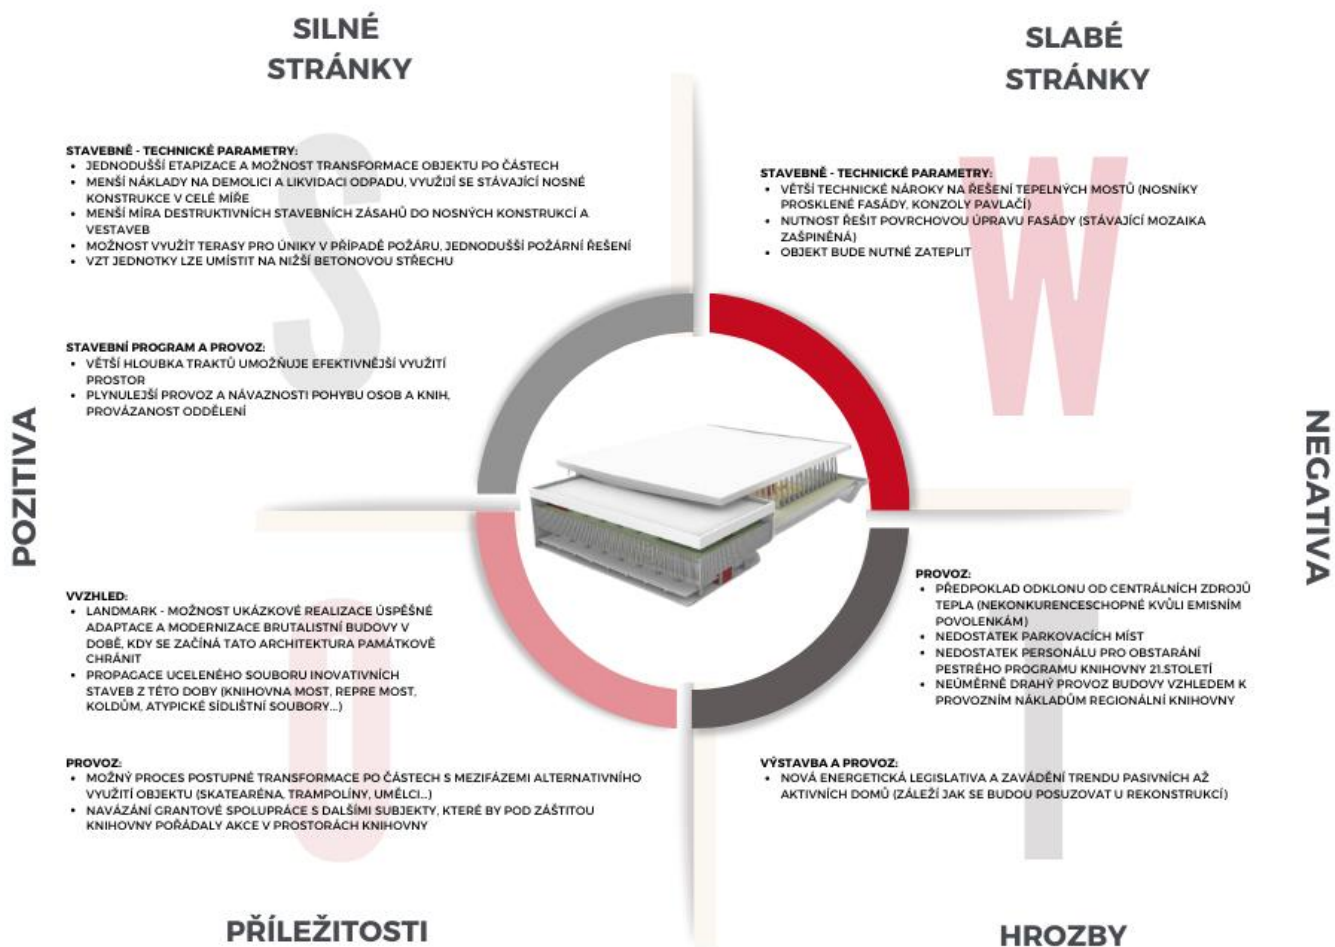 SILNÉ
STRÁNKY
STAVEBNĚ - TECHNICKÉ PARAMETRY:
• JEDNODUŠŠÍ ETAPIZACE A MOŽNOST TRANSFORMACE OBJEKTU PO ČÁSTECH
• MENŠÍ NÁKLADY NA DEMOLICI A LIKVIDACI ODPADU, VYUŽIJÍ SE STÁVAJÍCÍ NOSNÉ
KONSTRUKCE V CELÉ MÍŘE
• MENŠÍ MÍRA DESTRUKTIVNÍCH STAVEBNÍCH ZÁSAHŮ DO NOSNÝCH KONSTRUKCÍ A
VESTAVEB
• MOŽNOST VYUŽÍT TERASY PRO ÚNIKY V PŘÍPADĚ POŽÁRU, JEDNODUŠŠÍ POŽÁRNÍ ŘEŠENÍ
• VZT JEDNOTKY LZE UMÍSTIT NA NIŽŠÍ BETONOVOU STŘECHU
STAVEBNÍ PROGRAM A PROVOZ:
• VĚTŠÍ HLOUBKA TRAKTŮ UMOŽŇUJE EFEKTIVNĚJŠÍ VYUŽITÍ
PROSTOR
• PLYNULEJŠÍ PROVOZ A NÁVAZNOSTI POHYBU OSOB A KNIH,
PROVÁZANOST ODDĚLENÍ
S
SLABÉ
STRÁNKY
STAVEBNĚ - TECHNICKÉ PARAMETRY:
• VĚTŠÍ TECHNICKÉ NÁROKY NA ŘEŠENÍ TEPELNÝCH MOSTŮ (NOSNÍKY
PROSKLENÉ FASÁDY, KONZOLY PAVLAČÍ)
• NUTNOST ŘEŠIT POVRCHOVOU ÚPRAVU FASÁDY (STÁVAJÍCÍ MOZAIKA
ZAŠPINĚNÁ)
• OBJEKT BUDE NUTNÉ ZATEPLIT
W
POZITIVA
NEGATIVA
VVZHLED:
• LANDMARK - MOŽNOST UKÁZKOVÉ REALIZACE ÚSPĚŠNÉ
ADAPTACE A MODERNIZACE BRUTALISTNÍ BUDOVY V
DOBĚ, KDY SE ZAČÍNÁ TATO ARCHITEKTURA PAMÁTKOVĚ
CHRÁNIT
• PROPAGACE UCELENÉHO SOUBORU INOVATIVNÍCH
STAVEB Z TÉTO DOBY (KNIHOVNA MOST, REPRE MOST,
KOLDŮM, ATYPICKÉ SÍDLIŠTNÍ SOUBORY...)
PROVOZ:
• MOŽNÝ PROCES POSTUPNÉ TRANSFORMACE PO ČÁSTECH S MEZIFÁZEMI ALTERNATIVNÍHO
VYUŽITÍ OBJEKTU (SKATEARÉNA, TRAMPOLÍNY, UMĚLCI...)
• NAVÁZÁNÍ GRANTOVÉ SPOLUPRÁCE S DALŠÍMI SUBJEKTY, KTERÉ BY POD ZÁŠTITOU
KNIHOVNY POŘÁDALY AKCE V PROSTORÁCH KNIHOVNY
O
PŘÍLEŽITOSTI
PROVOZ:
• PŘEDPOKLAD ODKLONU OD CENTRÁLNÍCH ZDROJŮ
TEPLA (NEKONKURENCESCHOPNÉ KVŮLI EMISNÍM
POVOLENKÁM)
• NEDOSTATEK PARKOVACÍCH MÍST
• NEDOSTATEK PERSONÁLU PRO OBSTARÁNÍ
PESTRÉHO PROGRAMU KNIHOVNY 21.STOLETÍ
• NEÚMĚRNĚ DRAHÝ PROVOZ BUDOVY VZHLEDEM K
PROVOZNÍM NÁKLADŮM REGIONÁLNÍ KNIHOVNY
VÝSTAVBA A PROVOZ:
• NOVÁ ENERGETICKÁ LEGISLATIVA A ZAVÁDĚNÍ TRENDU PASIVNÍCH AŽ
AKTIVNÍCH DOMŮ (ZÁLEŽÍ JAK SE BUDOU POSUZOVAT U REKONSTRUKCÍ)
T
HROZBY